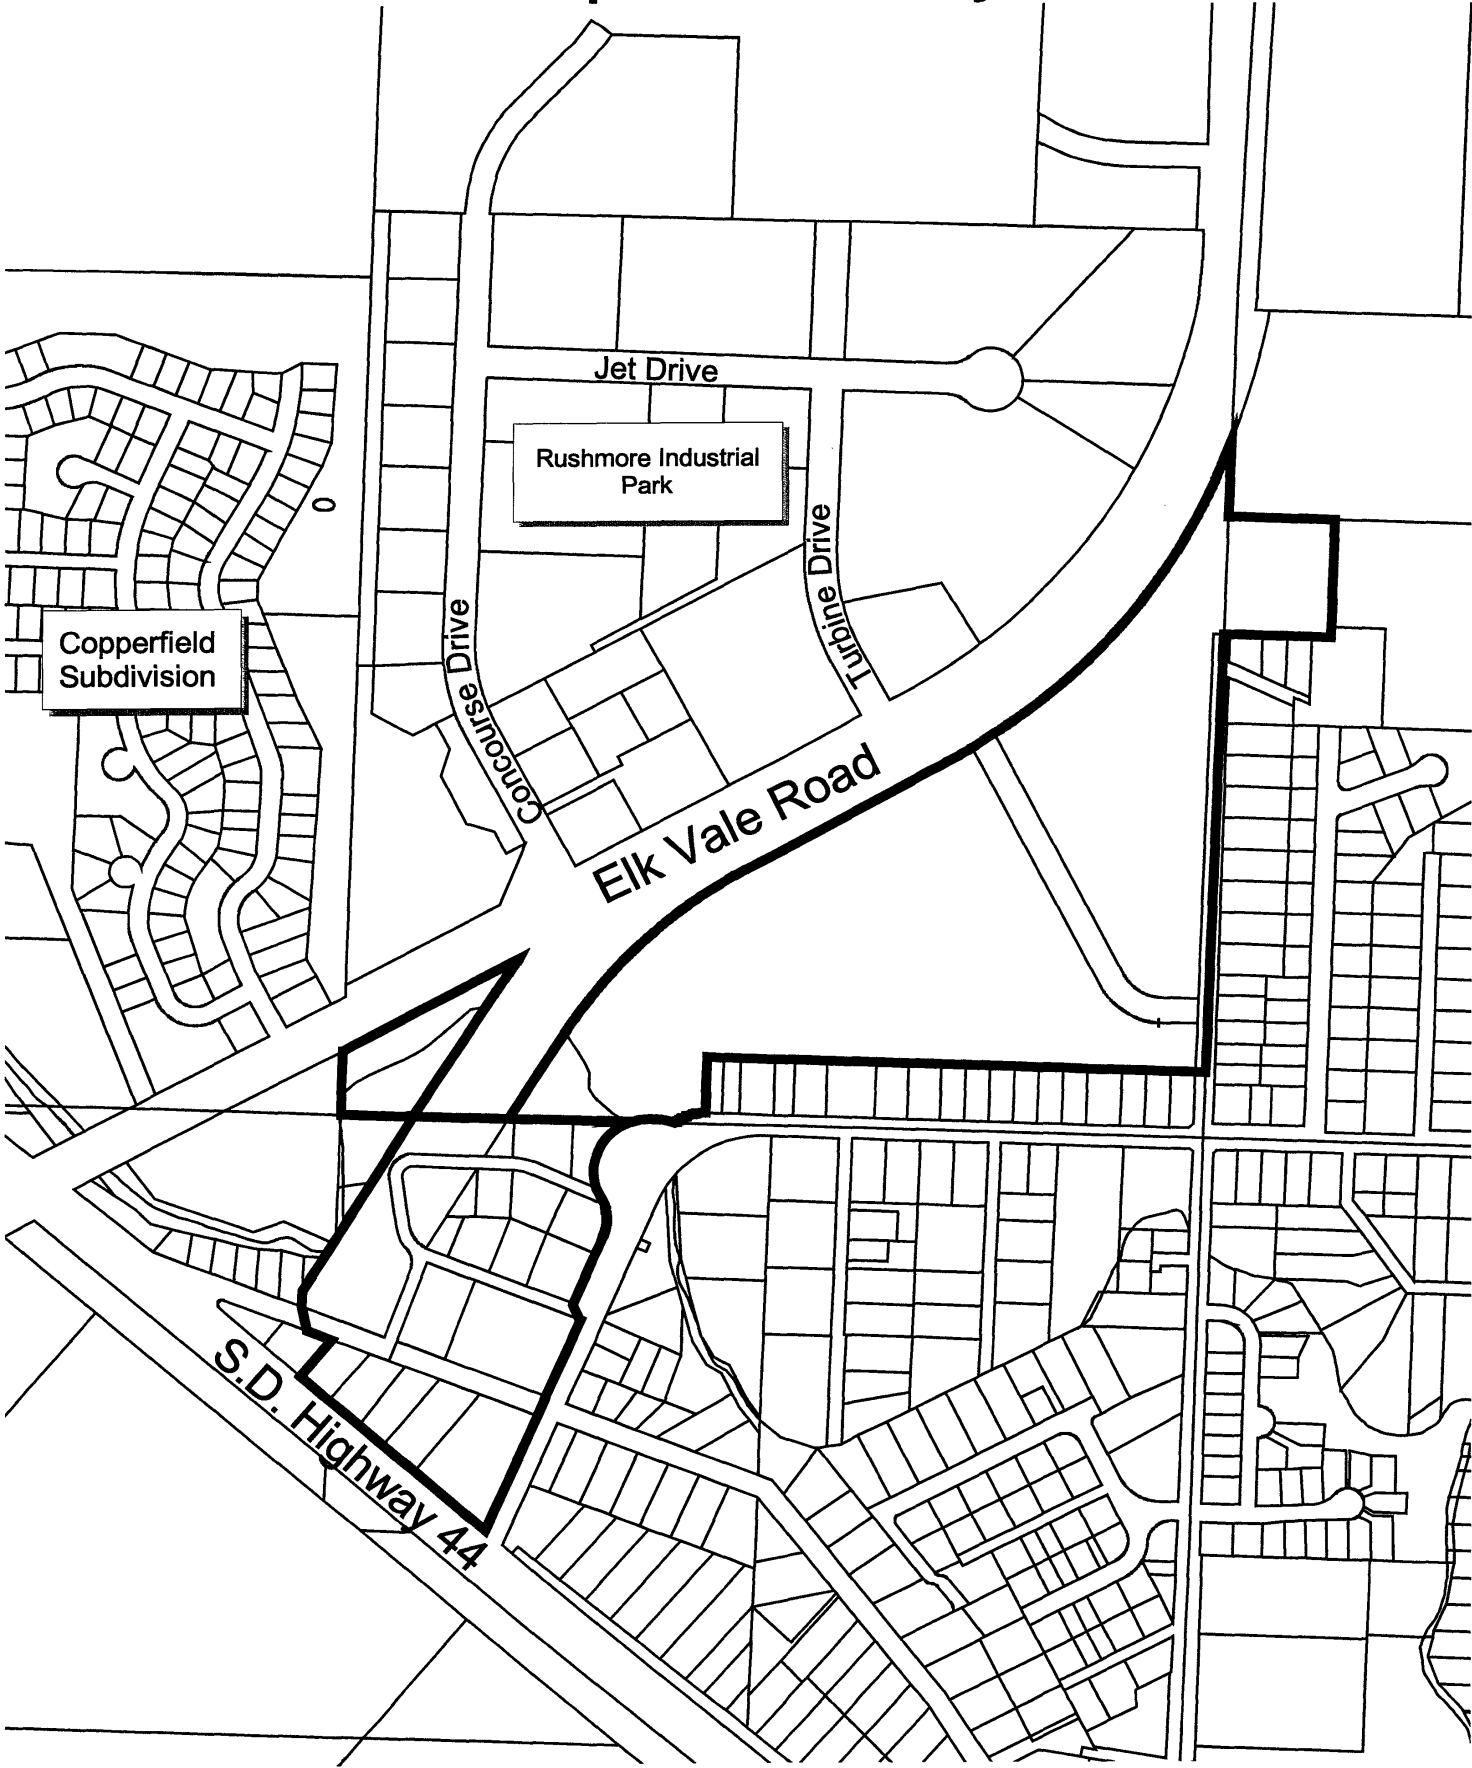 Jet Drive
Rushmore Industrial
Park
Turbine Drive
Copperfield
Subdivision
Concourse Drive
Elk Vale Road
S.D. Highway 44